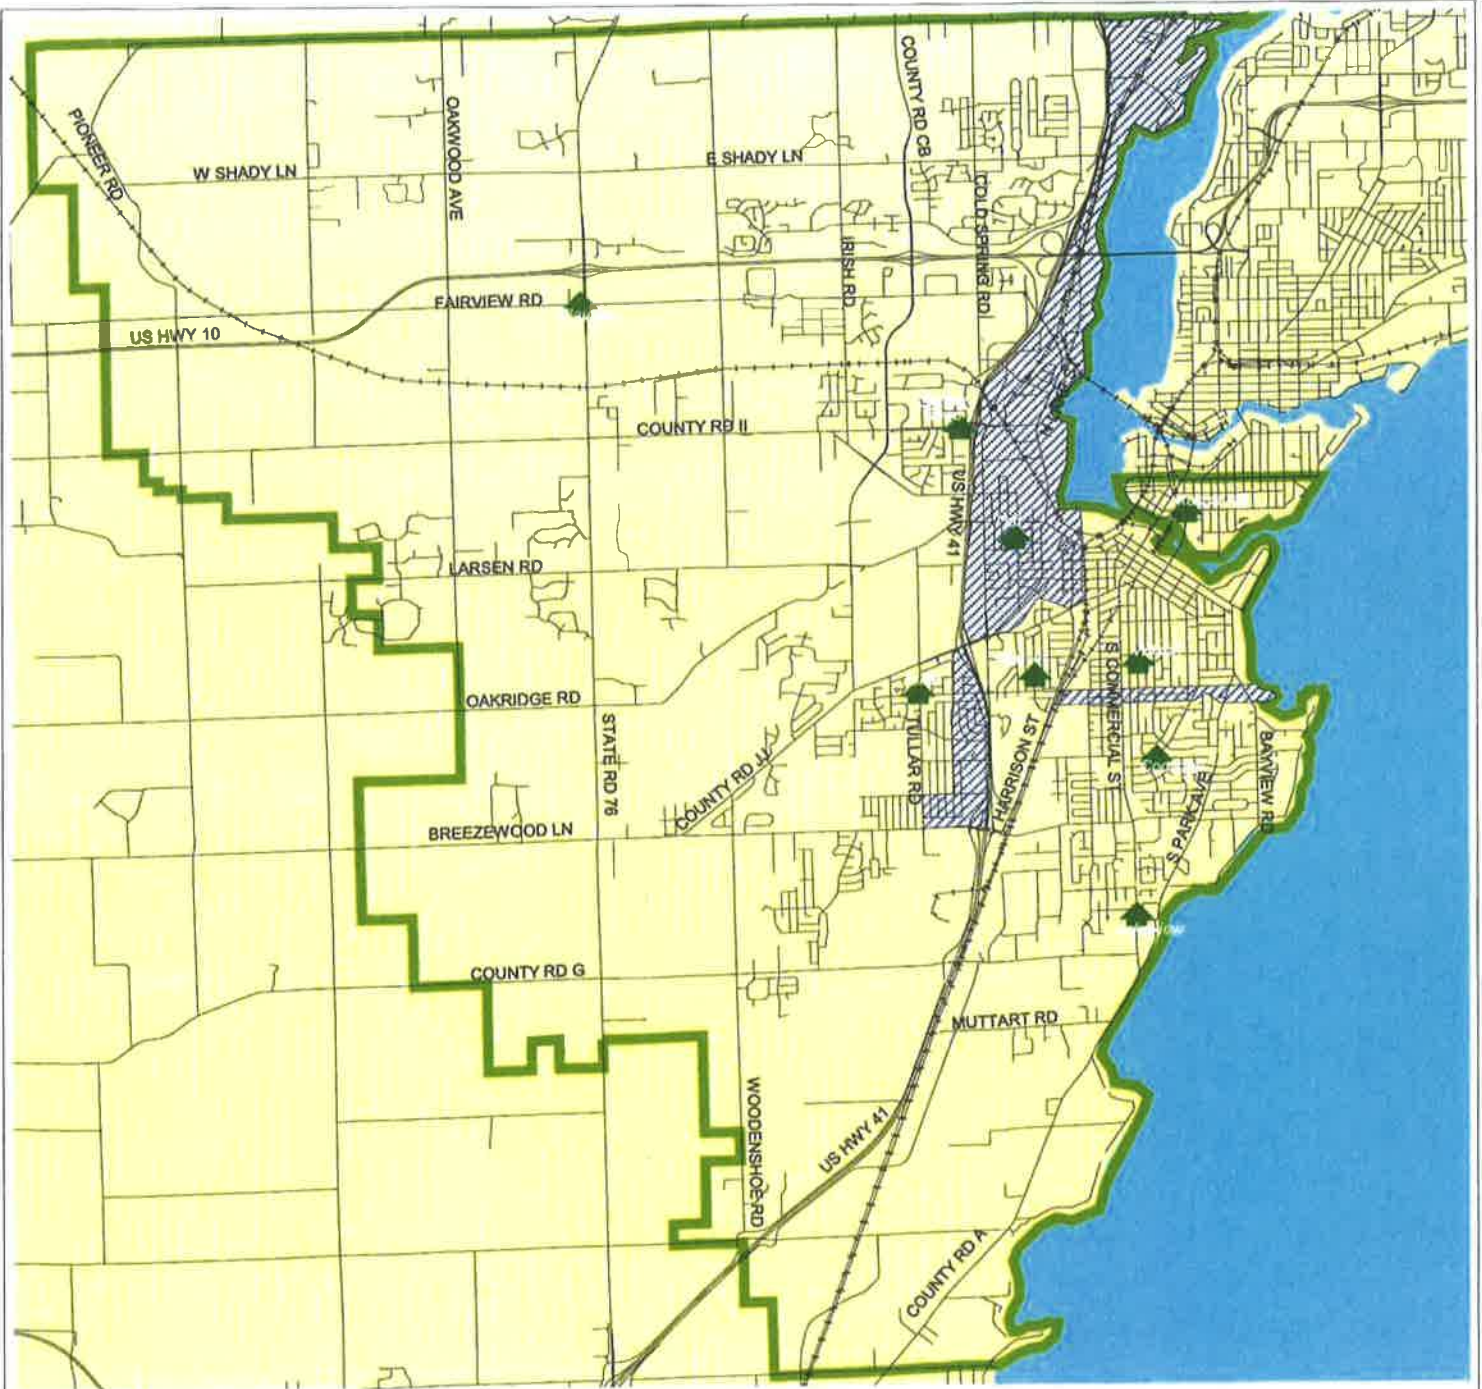 COUNTY RD CB
PIONEER RD
OAKWOOD AVE
E SHADY LN
W SHADY LN
COLD SPRING RD
IRISH RD
FAIRVIEW RD
US HWY 10
COUNTY RD II
US HWY 41
LARSEN RD
S COMMERCIAL ST
OAKRIDGE RD
STATE RD 76
TULLAR RD
HARRISON ST
BAYVIEW RD
COUNTY RD JJ
S PARK AVE
BREEZEWOOD LN
COUNTY RD G
MUTTART RD
WOODENSHOE RD
US HWY 41
COUNTY RD A